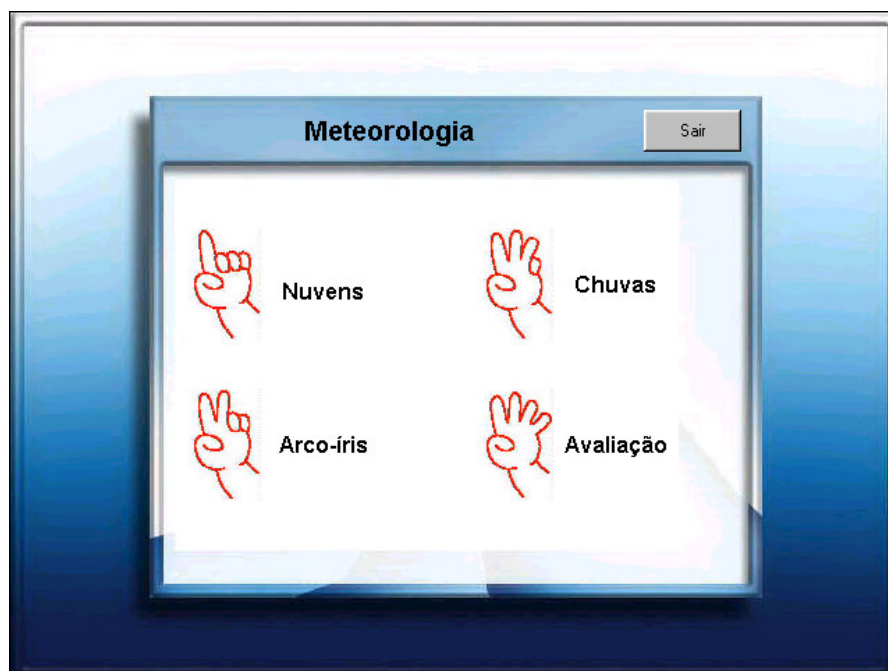 Meteorologia
Sair
Nuvens
Chuvas
Arco-íris
Avaliação